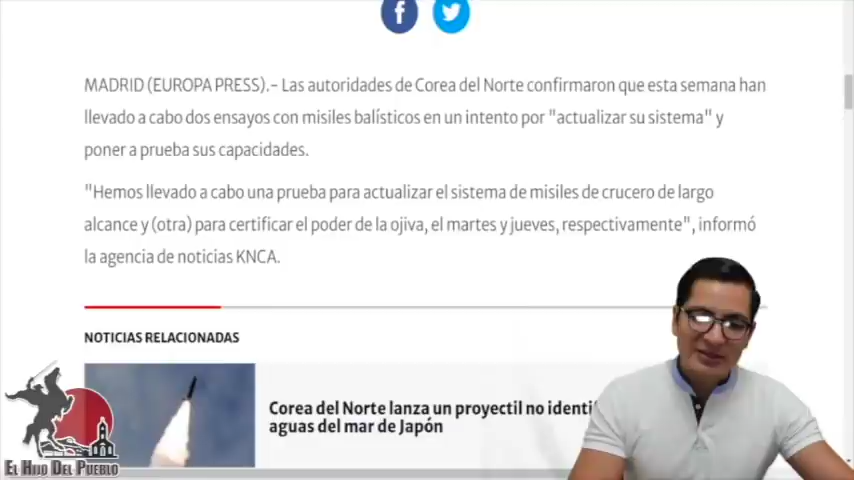 MADRID (EUROPA PRESS).- Las autoridades de Corea del Norte confirmaron que esta semana han
llevado a cabo dos ensayos con misiles balísticos en un intento por "actualizar su sistema" y
poner a prueba sus capacidades.
"Hemos llevado a cabo una prueba para actualizar el sistema de misiles de crucero de largo
alcance y (otra) para certificar el poder de la ojiva, el martes y jueves, respectivamente", informó
la agencia de noticias KNCA.
NOTICIAS RELACIONADAS
Corea del Norte lanza un proyectil no
aguas del mar de Japón
EL HIJO DEL PUEBLO